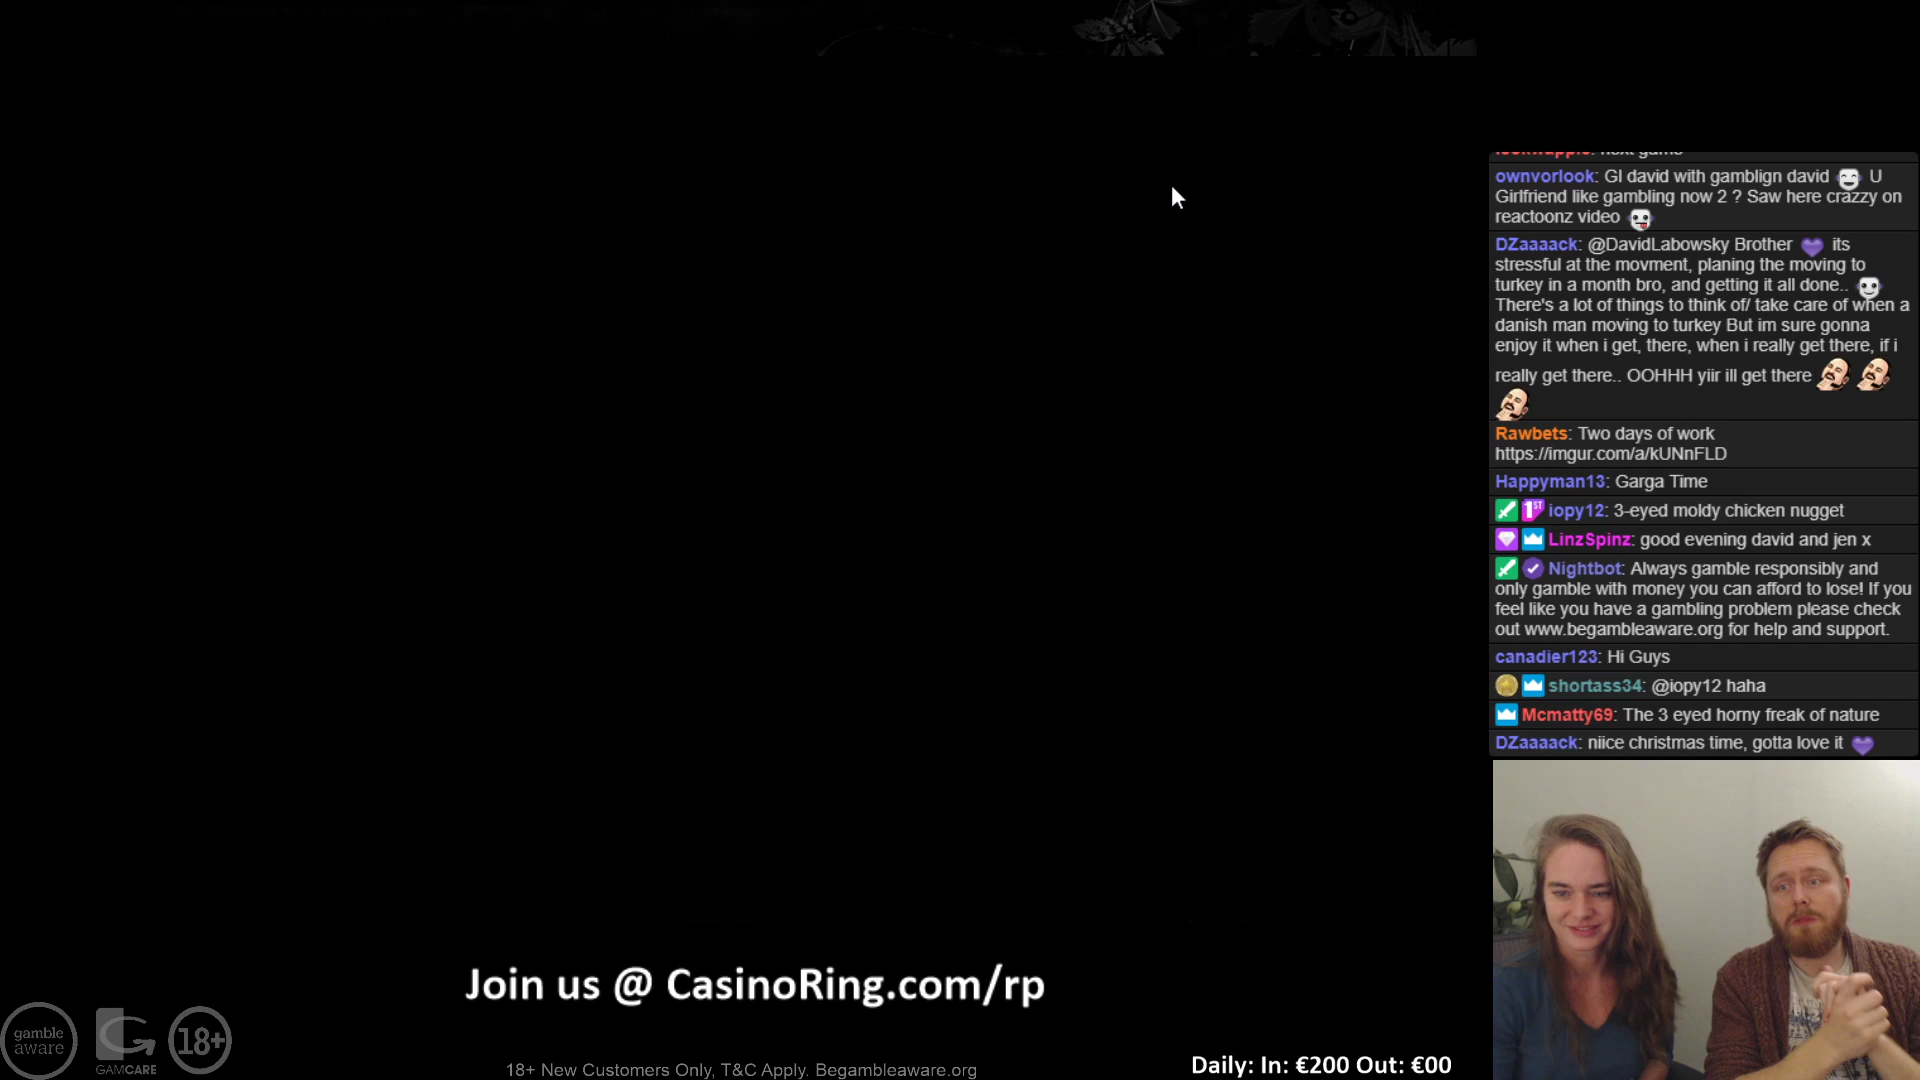 ownvorlook: Gl david with gamblign david U
Girlfriend like gambling now 2 ? Saw here crazzy on
reactoonz video
DZaaaack: @DavidLabowsky Brother its
stressful at the movment, planing the moving to
turkey in a month bro, and getting it all done..
There's a lot of things to think of/ take care of when a
danish man moving to turkey But im sure gonna
enjoy it when i get, there, when i really get there, if i
really get there.. OOHHH yiir ill get there
Rawbets: Two days of work
https://imgur.com/a/kUNnFLD
Happyman13: Garga Time
1ST iopy12: 3-eyed moldy chicken nugget
LinzSpinz: good evening david and jen x
Nightbot: Always gamble responsibly and
only gamble with money you can afford to lose! If you
feel like you have a gambling problem please check
out www.begambleaware.org for help and support.
canadier123: Hi Guys
shortass34: @iopy12 haha
Mcmatty69: The 3 eyed horny freak of nature
DZaaaack: niice christmas time, gotta love it
Join us @ CasinoRing.com/rp
gamble
aware
GAMCARE
18+
18+ New Customers Only, T&C Apply. Begambleaware.org
Daily: In: €200 Out: €00